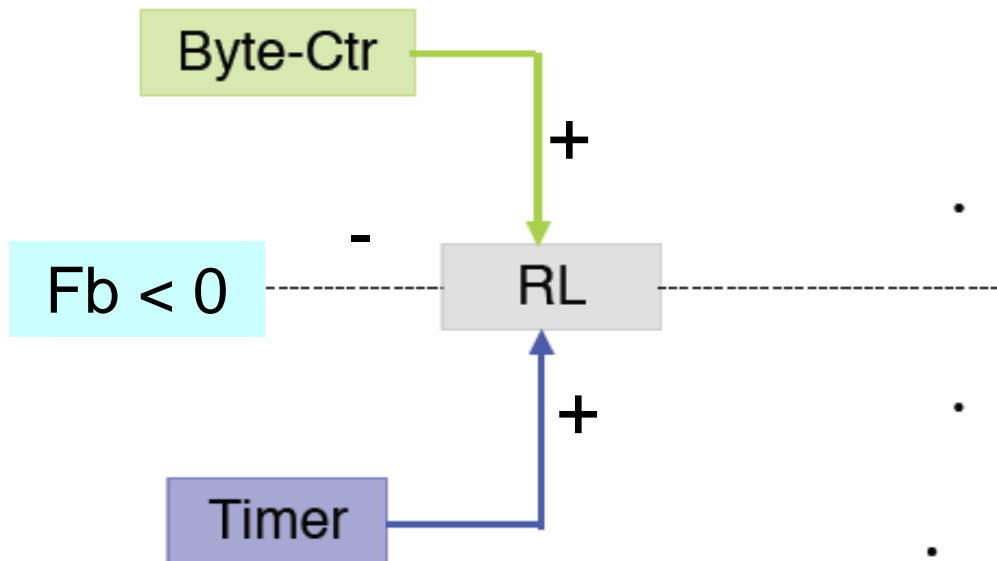 Byte-Ctr
+
-
Fb < 0
RL
+
Timer